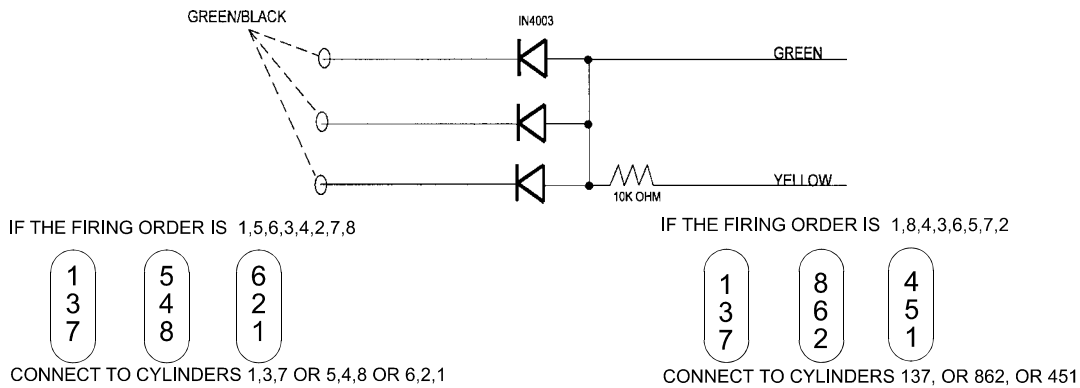 GREEN/BLACK
IN4003
GREEN
10K OHM
YELLOW
IF THE FIRING ORDER IS 1,5,6,3,4,2,7,8
1 5 6
3 4 2
7 8 1
CONNECT TO CYLINDERS 1,3,7 OR 5,4,8 OR 6,2,1
IF THE FIRING ORDER IS 1,8,4,3,6,5,7,2
1 8 4
3 6 5
7 2 1
CONNECT TO CYLINDERS 137, OR 862, OR 451